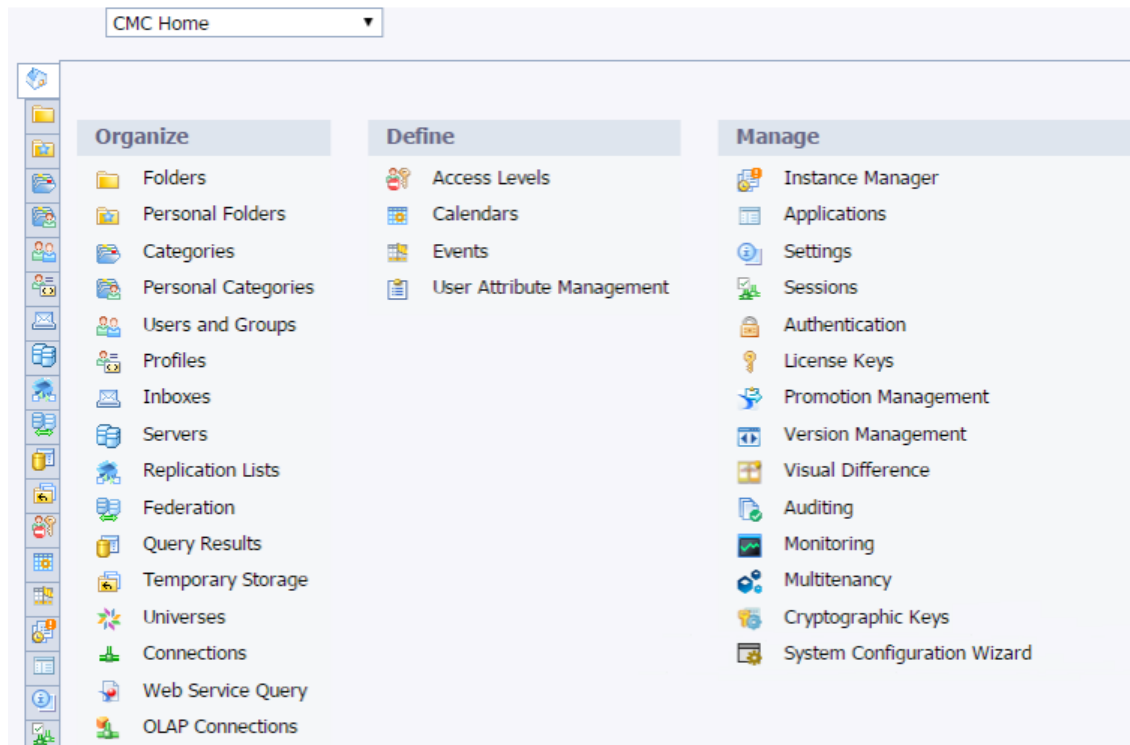 CMC Home
Organize
Folders
Personal Folders
Categories
Personal Categories
Users and Groups
Profiles
Inboxes
Servers
Replication Lists
Federation
Query Results
Temporary Storage
Universes
Connections
Web Service Query
OLAP Connections
Define
Access Levels
Calendars
Events
User Attribute Management
Manage
Instance Manager
Applications
Settings
Sessions
Authentication
License Keys
Promotion Management
Version Management
Visual Difference
Auditing
Monitoring
Multitenancy
Cryptographic Keys
System Configuration Wizard